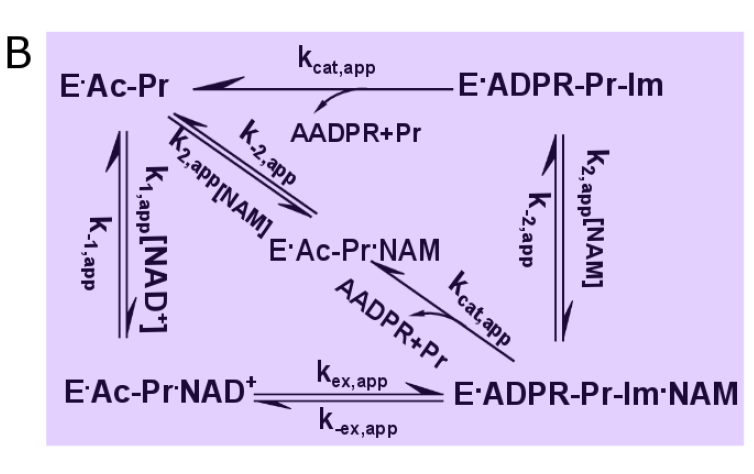 B
k_cat,app
E·Ac-Pr
E·ADPR-Pr-Im
AADPR+Pr
k_-2,app
k_2,app[NAM]
k_1,app[NAD⁺]
k_-1,app
k_2,app[NAM]
k_-2,app
E·Ac-Pr·NAM
k_cat,app
AADPR+Pr
k_ex,app
E·Ac-Pr·NAD⁺
E·ADPR-Pr-Im·NAM
k_-ex,app